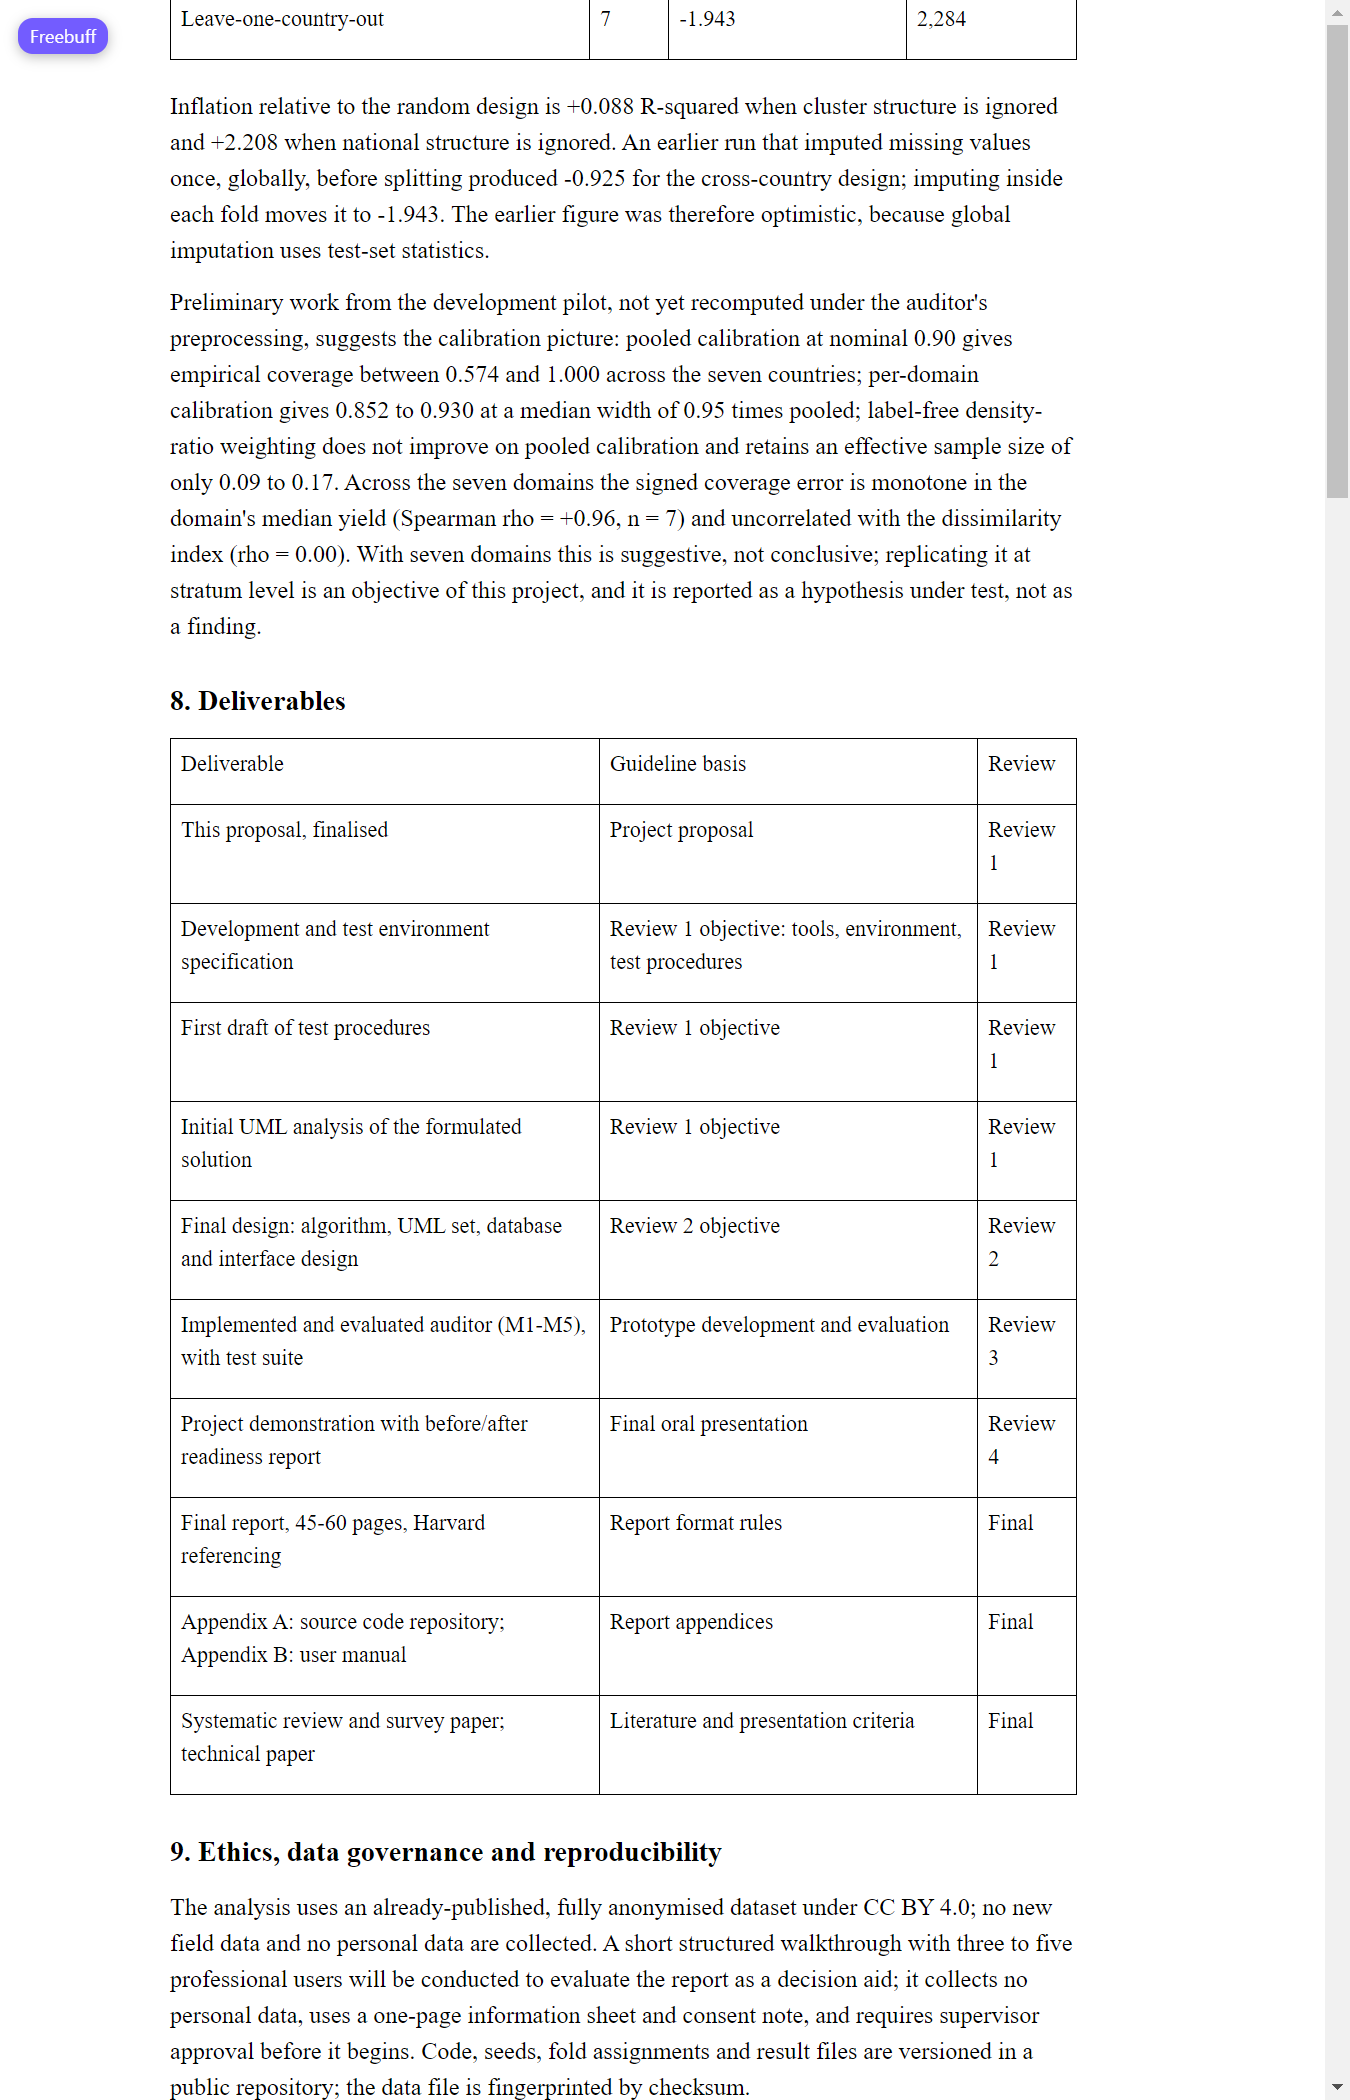 Freebuff
Leave-one-country-out 7 -1.943 2,284
Inflation relative to the random design is +0.088 R-squared when cluster structure is ignored
and +2.208 when national structure is ignored. An earlier run that imputed missing values
once, globally, before splitting produced -0.925 for the cross-country design; imputing inside
each fold moves it to -1.943. The earlier figure was therefore optimistic, because global
imputation uses test-set statistics.
Preliminary work from the development pilot, not yet recomputed under the auditor's
preprocessing, suggests the calibration picture: pooled calibration at nominal 0.90 gives
empirical coverage between 0.574 and 1.000 across the seven countries; per-domain
calibration gives 0.852 to 0.930 at a median width of 0.95 times pooled; label-free density-
ratio weighting does not improve on pooled calibration and retains an effective sample size of
only 0.09 to 0.17. Across the seven domains the signed coverage error is monotone in the
domain's median yield (Spearman rho = +0.96, n = 7) and uncorrelated with the dissimilarity
index (rho = 0.00). With seven domains this is suggestive, not conclusive; replicating it at
stratum level is an objective of this project, and it is reported as a hypothesis under test, not as
a finding.
8. Deliverables
Deliverable Guideline basis Review
This proposal, finalised Project proposal Review
1
Development and test environment Review 1 objective: tools, environment, Review
specification test procedures 1
First draft of test procedures Review 1 objective Review
1
Initial UML analysis of the formulated Review 1 objective Review
solution 1
Final design: algorithm, UML set, database Review 2 objective Review
and interface design 2
Implemented and evaluated auditor (M1-M5), Prototype development and evaluation Review
with test suite 3
Project demonstration with before/after Final oral presentation Review
readiness report 4
Final report, 45-60 pages, Harvard Report format rules Final
referencing
Appendix A: source code repository; Report appendices Final
Appendix B: user manual
Systematic review and survey paper; Literature and presentation criteria Final
technical paper
9. Ethics, data governance and reproducibility
The analysis uses an already-published, fully anonymised dataset under CC BY 4.0; no new
field data and no personal data are collected. A short structured walkthrough with three to five
professional users will be conducted to evaluate the report as a decision aid; it collects no
personal data, uses a one-page information sheet and consent note, and requires supervisor
approval before it begins. Code, seeds, fold assignments and result files are versioned in a
public repository; the data file is fingerprinted by checksum.